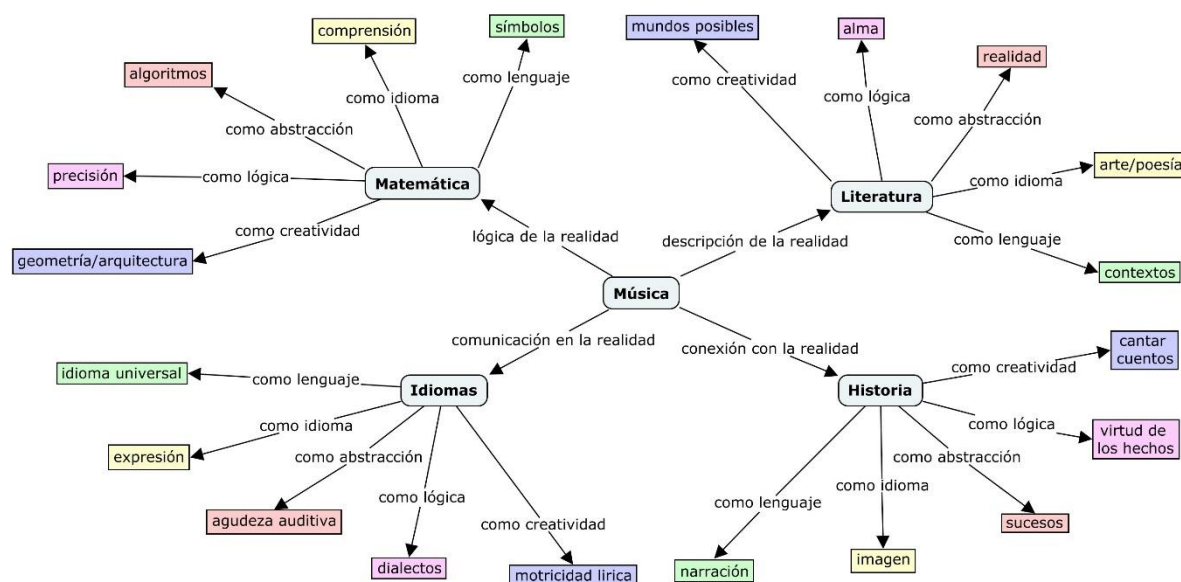 comprensión
símbolos
mundos posibles
alma
realidad
algoritmos
como idioma
como lenguaje
como creatividad
como lógica
como abstracción
como abstracción
arte/poesía
precisión
como lógica
Matemática
Literatura
como idioma
como creatividad
lógica de la realidad
descripción de la realidad
como lenguaje
geometría/arquitectura
contextos
Música
comunicación en la realidad
conexión con la realidad
cantar
cuentos
idioma universal
como lenguaje
Idiomas
Historia
como creatividad
como idioma
como lógica
virtud de
los hechos
expresión
como abstracción
como abstracción
como lógica
como lenguaje
como idioma
agudeza auditiva
como creatividad
sucesos
dialectos
motricidad lirica
narración
imagen